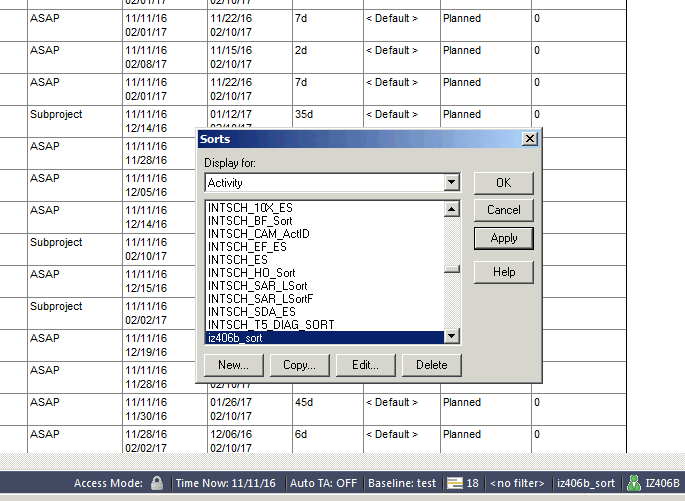 02/01/17 02/10/17
ASAP 11/11/16 11/22/16 7d < Default > Planned 0
02/01/17 02/10/17
ASAP 11/11/16 11/15/16 2d < Default > Planned 0
02/08/17 02/10/17
ASAP 11/11/16 11/22/16 7d < Default > Planned 0
02/01/17 02/10/17
Subproject 11/11/16 01/12/17 35d < Default > Planned 0
12/14/16 02/10/17
ASAP 11/11/16
11/28/16
ASAP 11/11/16
12/05/16
ASAP 11/11/16
12/14/16
Subproject 11/11/16
02/10/17
ASAP 11/11/16
12/15/16
Subproject 11/11/16
02/02/17
ASAP 11/11/16
12/19/16
ASAP 11/11/16
11/28/16 02/10/17
ASAP 11/11/16 01/26/17 45d < Default > Planned 0
11/30/16 02/10/17
ASAP 11/28/16 12/06/16 6d < Default > Planned 0
02/02/17 02/10/17
Sorts
Display for:
Activity
INTSCH_10X_ES
INTSCH_BF_Sort
INTSCH_CAM_ActID
INTSCH_EF_ES
INTSCH_ES
INTSCH_HO_Sort
INTSCH_SAR_LSort
INTSCH_SAR_LSortF
INTSCH_SDA_ES
INTSCH_T5_DIAG_SORT
iz406b_sort
OK
Cancel
Apply
Help
New... Copy... Edit... Delete
Access Mode: Time Now: 11/11/16 Auto TA: OFF Baseline: test 18 <no filter> iz406b_sort IZ406B